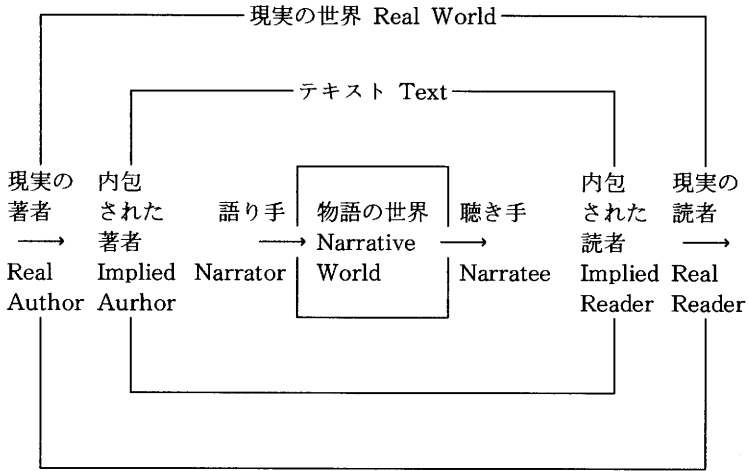 現実の世界 Real World
テキスト Text
現実の
著者
Real
Author
内包
された
著者
Implied
Aurhor
語り手
Narrator
物語の世界
Narrative
World
聴き手
Narratee
内包
された
読者
Implied
Reader
現実の
読者
Real
Reader